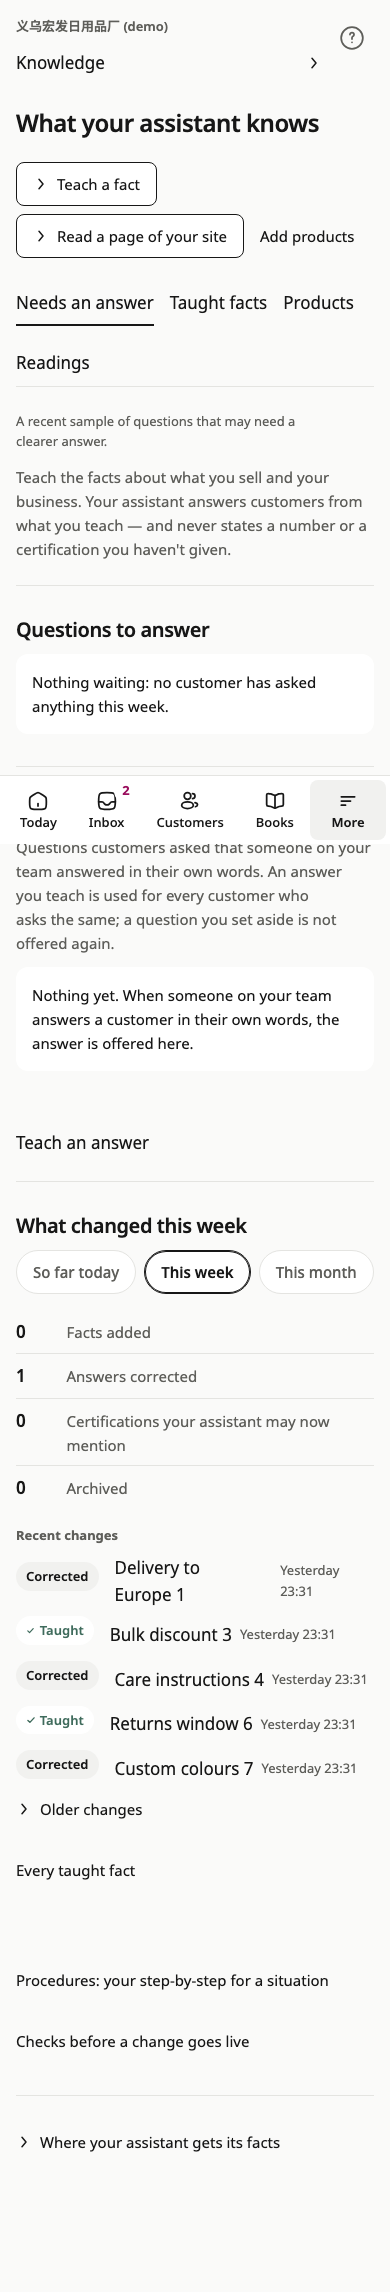 义乌宏发日用品厂 (demo)
Knowledge
What your assistant knows
Teach a fact
Read a page of your site
Add products
Needs an answer
Taught facts
Products
Readings
A recent sample of questions that may need a
clearer answer.
Teach the facts about what you sell and your
business. Your assistant answers customers from
what you teach — and never states a number or a
certification you haven't given.
Questions to answer
Nothing waiting: no customer has asked
anything this week.
2
Today
Inbox
Customers
Books
More
Questions customers asked that someone on your
team answered in their own words. An answer
you teach is used for every customer who
asks the same; a question you set aside is not
offered again.
Nothing yet. When someone on your team
answers a customer in their own words, the
answer is offered here.
Teach an answer
What changed this week
So far today
This week
This month
0 Facts added
1 Answers corrected
0 Certifications your assistant may now
mention
0 Archived
Recent changes
Corrected Delivery to
Europe 1
Yesterday
23:31
Taught Bulk discount 3 Yesterday 23:31
Corrected Care instructions 4 Yesterday 23:31
Taught Returns window 6 Yesterday 23:31
Corrected Custom colours 7 Yesterday 23:31
Older changes
Every taught fact
Procedures: your step-by-step for a situation
Checks before a change goes live
Where your assistant gets its facts